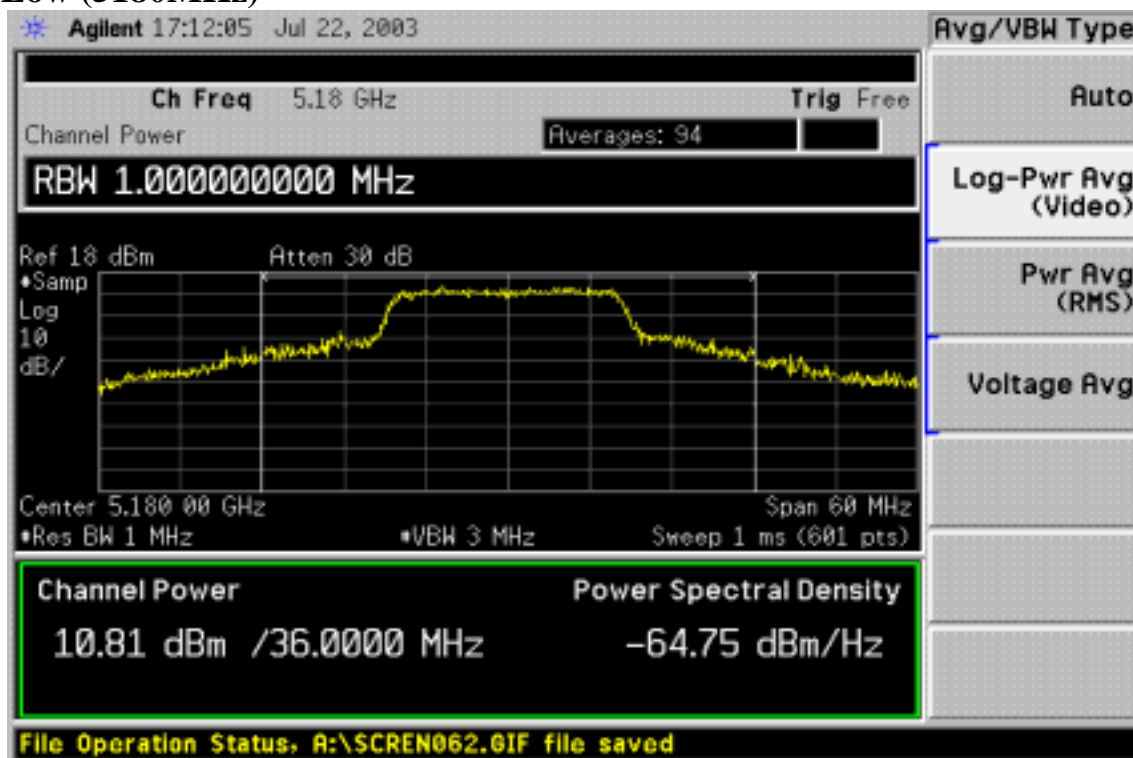 Low (5180MHz)
Agilent 17:12:05 Jul 22, 2003
Avg/VBW Type
Ch Freq 5.18 GHz
Trig Free
Channel Power
Averages: 94
RBW 1.000000000 MHz
Ref 18 dBm
Atten 30 dB
Samp
Log
10
dB/
Center 5.180 00 GHz
Span 60 MHz
Res BW 1 MHz
VBW 3 MHz
Sweep 1 ms (601 pts)
Channel Power
Power Spectral Density
10.81 dBm /36.0000 MHz
-64.75 dBm/Hz
File Operation Status, A:\SCREN062.GIF file saved
Auto
Log-Pwr Avg
(Video)
Pwr Avg
(RMS)
Voltage Avg